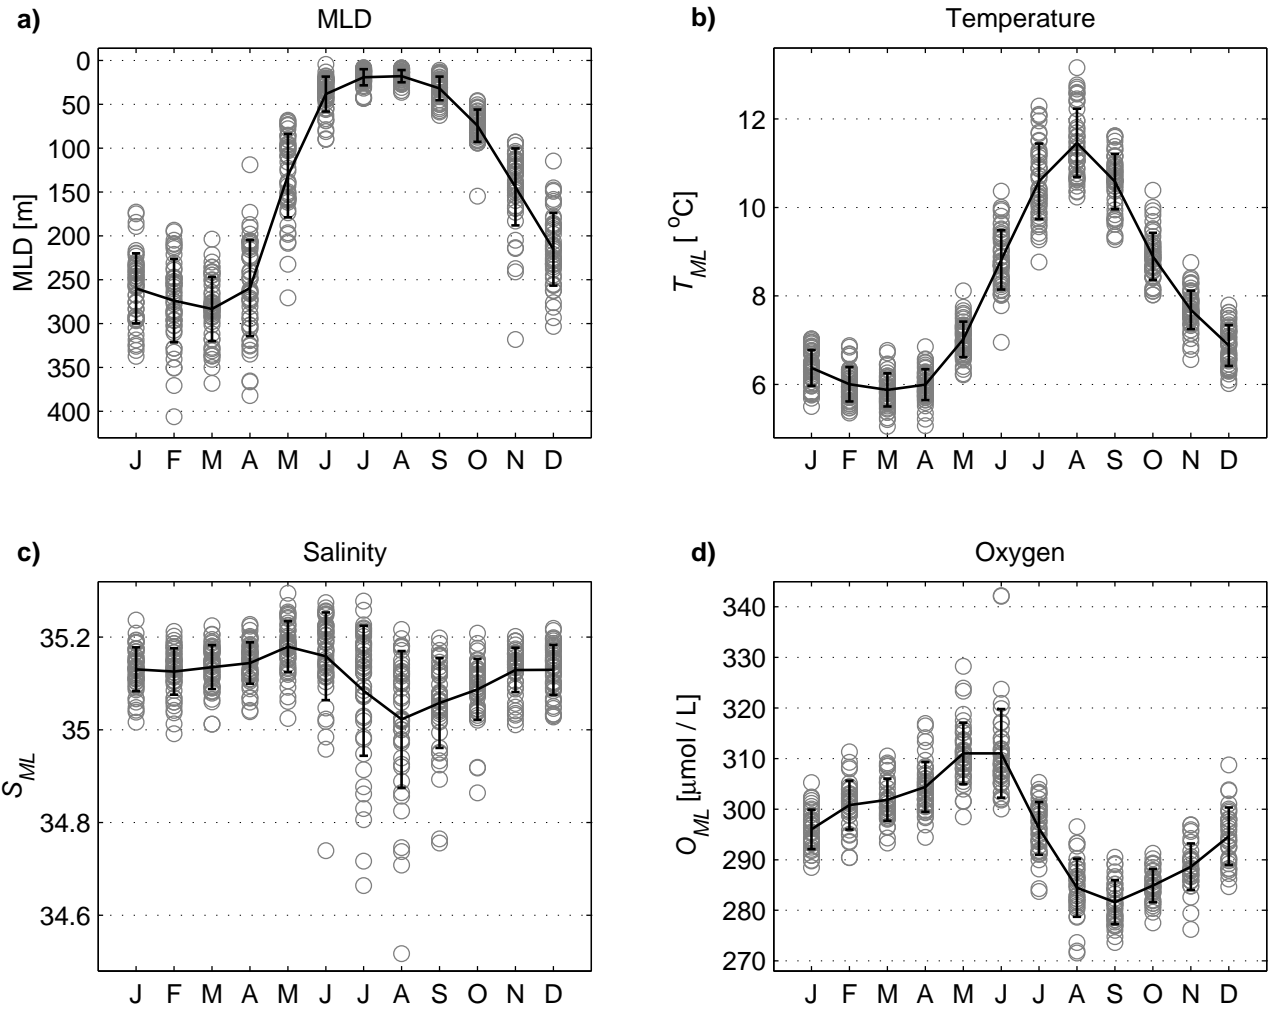 a) MLD
0
50
100
150
200
250
300
350
400
MLD [m]
J F M A M J J A S O N D
b) Temperature
12
10
8
6
T_ML [ °C]
J F M A M J J A S O N D
c) Salinity
35.2
35
34.8
34.6
S_ML
J F M A M J J A S O N D
d) Oxygen
340
330
320
310
300
290
280
270
O_ML [μmol / L]
J F M A M J J A S O N D